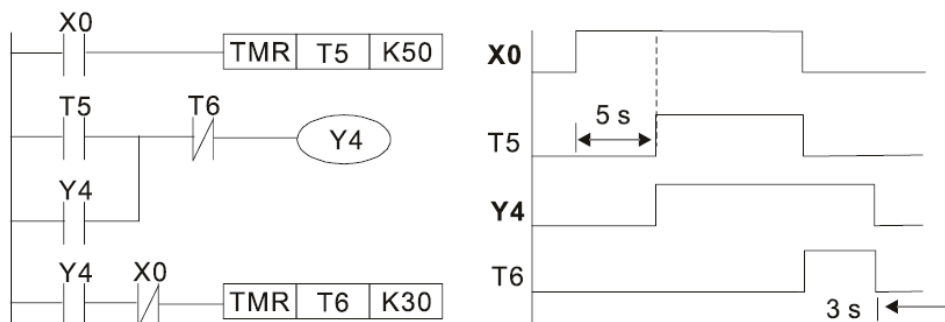 X0
TMR T5 K50
T5 T6
Y4
Y4
Y4 X0
TMR T6 K30
X0
5 s
T5
Y4
T6
3 s